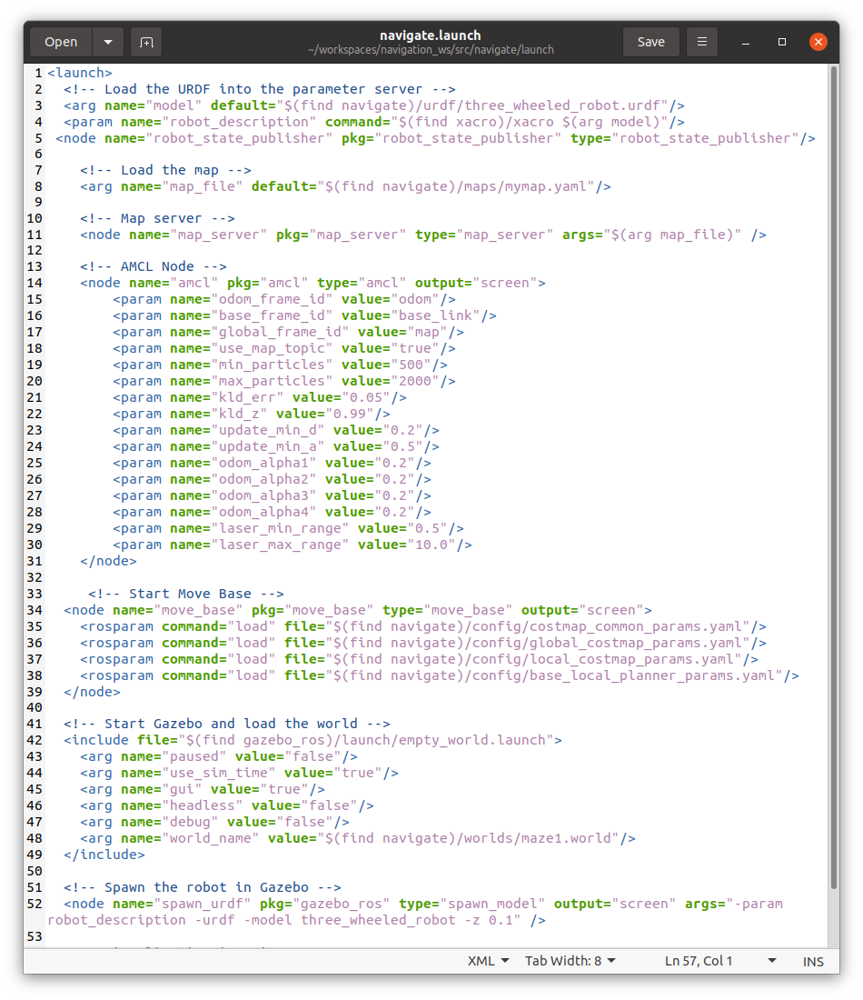 Open
navigate.launch
~/workspaces/navigation_ws/src/navigate/launch
Save
1 <launch>
2   <!-- Load the URDF into the parameter server -->
3   <arg name="model" default="$(find navigate)/urdf/three_wheeled_robot.urdf"/>
4   <param name="robot_description" command="$(find xacro)/xacro $(arg model)"/>
5  <node name="robot_state_publisher" pkg="robot_state_publisher" type="robot_state_publisher"/>
6
7     <!-- Load the map -->
8     <arg name="map_file" default="$(find navigate)/maps/mymap.yaml"/>
9
10     <!-- Map server -->
11     <node name="map_server" pkg="map_server" type="map_server" args="$(arg map_file)" />
12
13     <!-- AMCL Node -->
14     <node name="amcl" pkg="amcl" type="amcl" output="screen">
15         <param name="odom_frame_id" value="odom"/>
16         <param name="base_frame_id" value="base_link"/>
17         <param name="global_frame_id" value="map"/>
18         <param name="use_map_topic" value="true"/>
19         <param name="min_particles" value="500"/>
20         <param name="max_particles" value="2000"/>
21         <param name="kld_err" value="0.05"/>
22         <param name="kld_z" value="0.99"/>
23         <param name="update_min_d" value="0.2"/>
24         <param name="update_min_a" value="0.5"/>
25         <param name="odom_alpha1" value="0.2"/>
26         <param name="odom_alpha2" value="0.2"/>
27         <param name="odom_alpha3" value="0.2"/>
28         <param name="odom_alpha4" value="0.2"/>
29         <param name="laser_min_range" value="0.5"/>
30         <param name="laser_max_range" value="10.0"/>
31     </node>
32
33      <!-- Start Move Base -->
34   <node name="move_base" pkg="move_base" type="move_base" output="screen">
35     <rosparam command="load" file="$(find navigate)/config/costmap_common_params.yaml"/>
36     <rosparam command="load" file="$(find navigate)/config/global_costmap_params.yaml"/>
37     <rosparam command="load" file="$(find navigate)/config/local_costmap_params.yaml"/>
38     <rosparam command="load" file="$(find navigate)/config/base_local_planner_params.yaml"/>
39   </node>
40
41   <!-- Start Gazebo and load the world -->
42   <include file="$(find gazebo_ros)/launch/empty_world.launch">
43     <arg name="paused" value="false"/>
44     <arg name="use_sim_time" value="true"/>
45     <arg name="gui" value="true"/>
46     <arg name="headless" value="false"/>
47     <arg name="debug" value="false"/>
48     <arg name="world_name" value="$(find navigate)/worlds/maze1.world"/>
49   </include>
50
51   <!-- Spawn the robot in Gazebo -->
52   <node name="spawn_urdf" pkg="gazebo_ros" type="spawn_model" output="screen" args="-param
robot_description -urdf -model three_wheeled_robot -z 0.1" />
53
XML Tab Width: 8 Ln 57, Col 1 INS